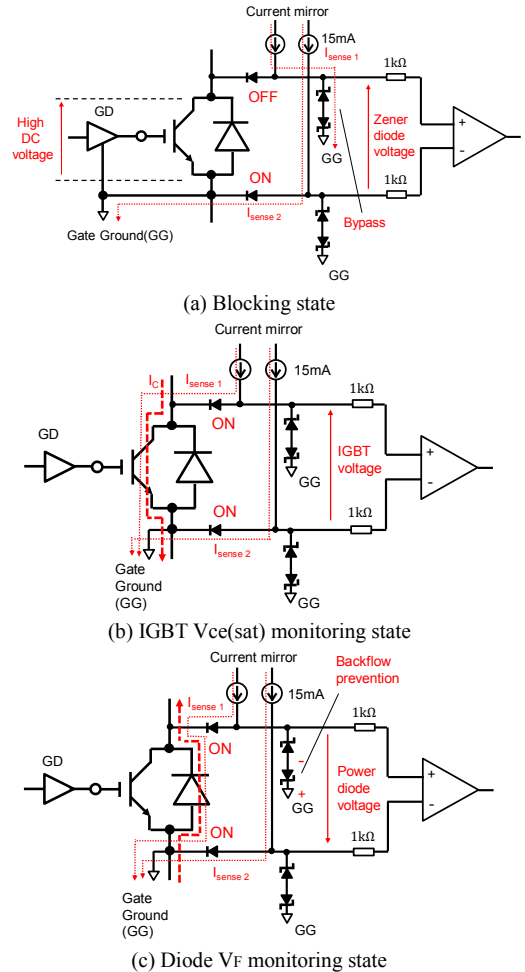 Current mirror
15mA
I_sense 1
1kΩ
OFF
GD
High
DC
voltage
+
-
Zener
diode
voltage
GG
ON
1kΩ
I_sense 2
Gate Ground(GG)
Bypass
GG
(a) Blocking state
Current mirror
I_C
I_sense 1
15mA
1kΩ
ON
GD
IGBT
voltage
+
-
ON
1kΩ
I_sense 2
Gate
Ground
(GG)
GG
(b) IGBT Vce(sat) monitoring state
Current mirror
Backflow
prevention
I_sense 1
15mA
1kΩ
ON
GD
-
+
GG
Power
diode
voltage
+
-
ON
1kΩ
I_sense 2
Gate
Ground
(GG)
GG
(c) Diode VF monitoring state